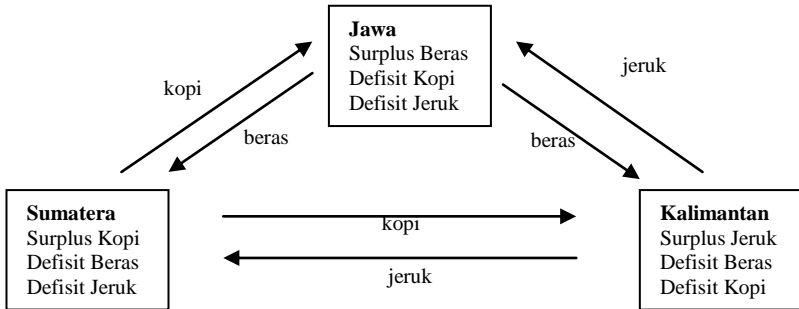 Jawa
Surplus Beras
Defisit Kopi
Defisit Jeruk
kopi
jeruk
beras
beras
Sumatera
Surplus Kopi
Defisit Beras
Defisit Jeruk
kopi
jeruk
Kalimantan
Surplus Jeruk
Defisit Beras
Defisit Kopi